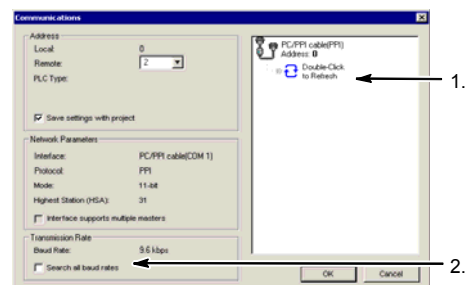 Communications
Address
Local: 0
Remote: 2
PLC Type:
Save settings with project
Network Parameters
Interface: PC/PPI cable(COM 1)
Protocol: PPI
Mode: 11-bit
Highest Station (HSA): 31
Interface supports multiple masters
Transmission Rate
Baud Rate: 9.6 kbps
Search all baud rates
PC/PPI cable(PPI)
Address: 0
Double-Click
to Refresh
1.
2.
OK Cancel